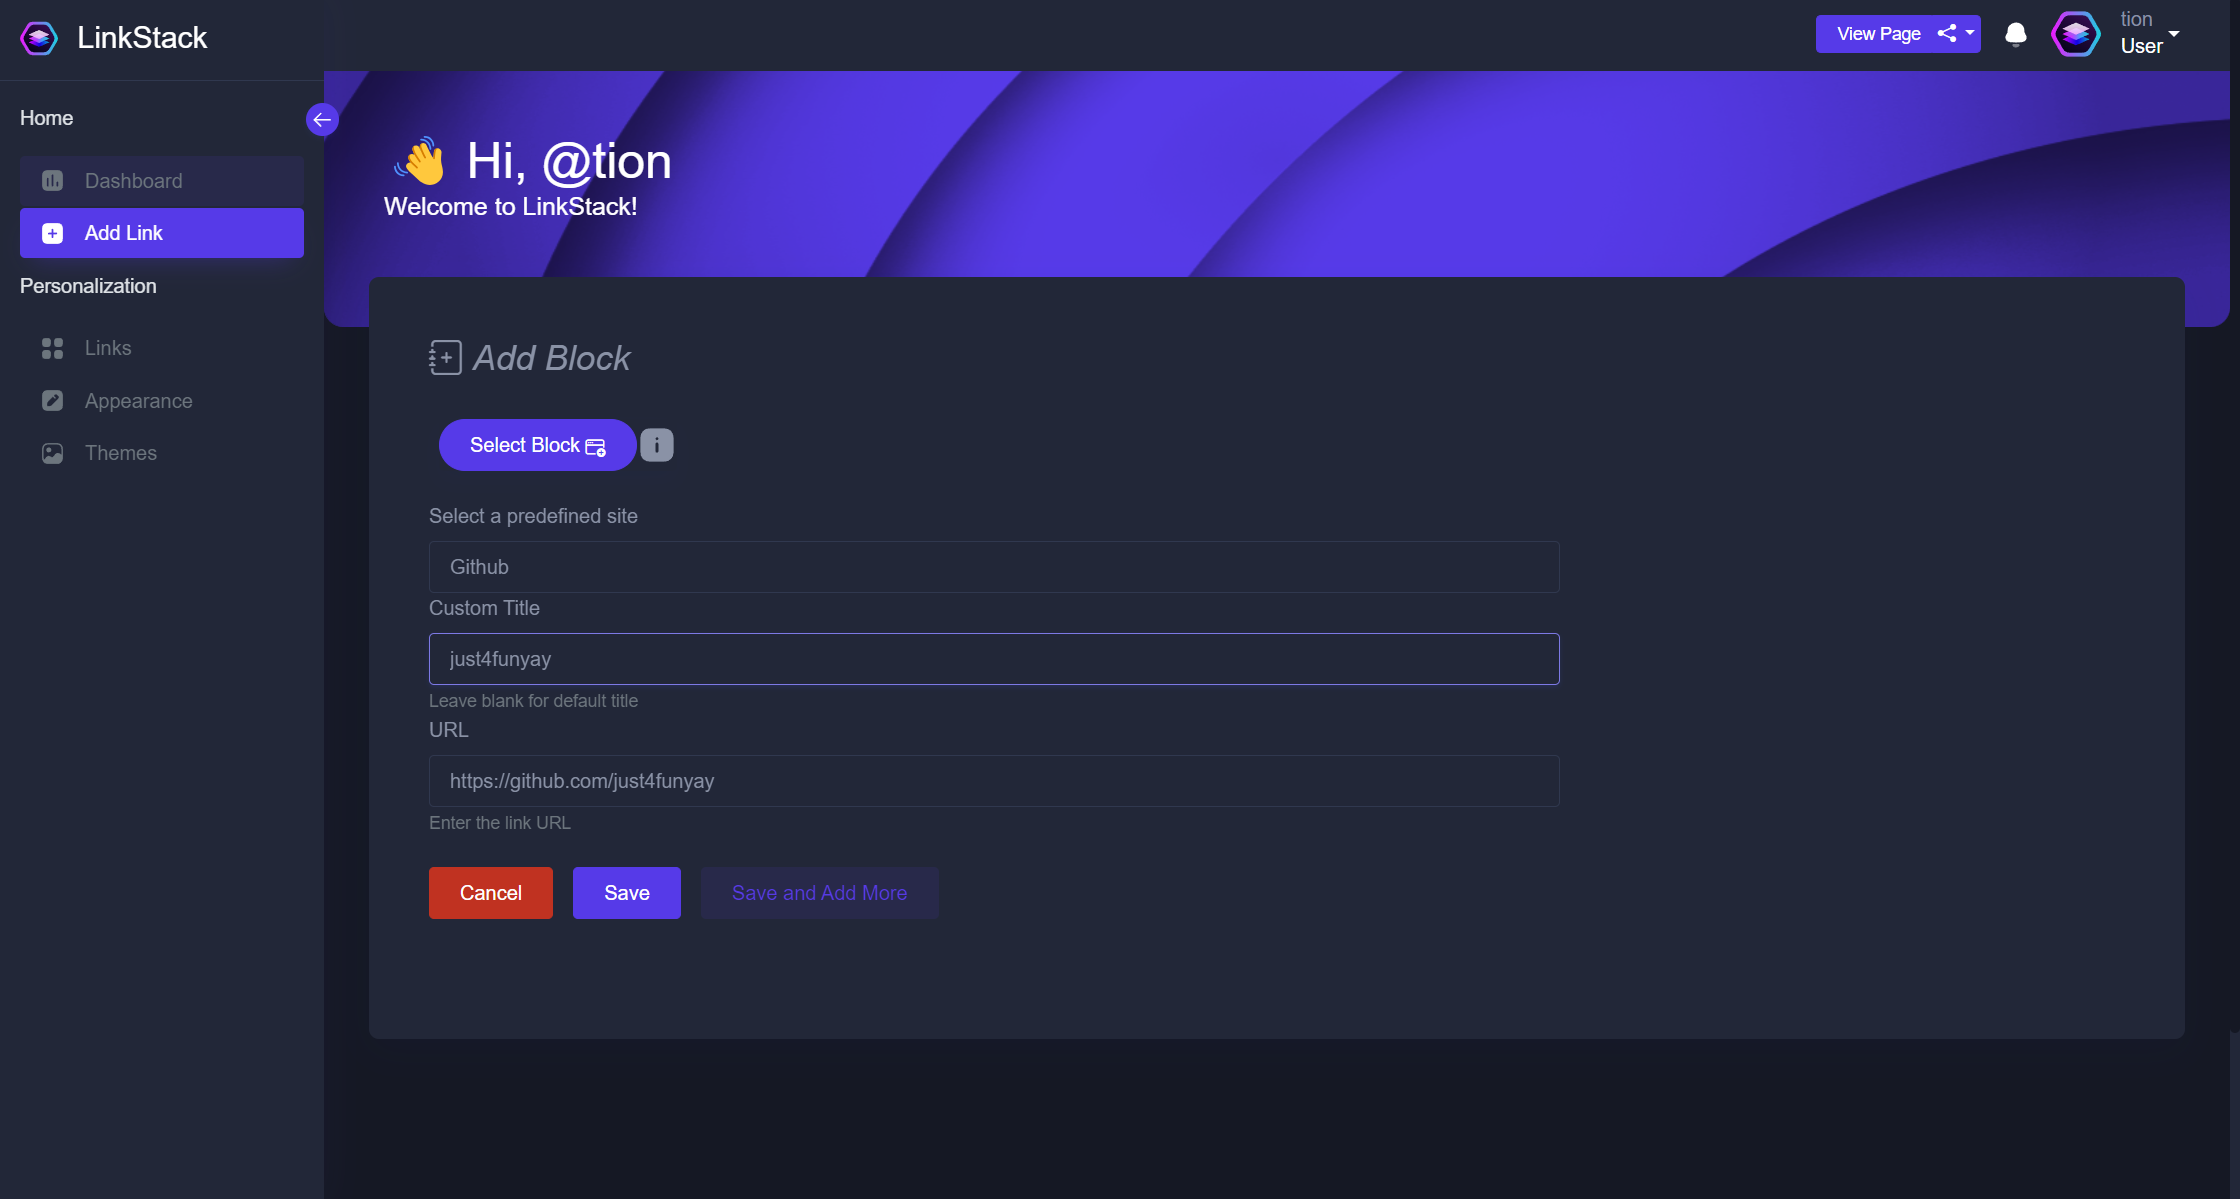 LinkStack
View Page
tion
User
Home
Dashboard
Add Link
Personalization
Links
Appearance
Themes
Hi, @tion
Welcome to LinkStack!
Add Block
Select Block
Select a predefined site
Github
Custom Title
just4funyay
Leave blank for default title
URL
https://github.com/just4funyay
Enter the link URL
Cancel
Save
Save and Add More